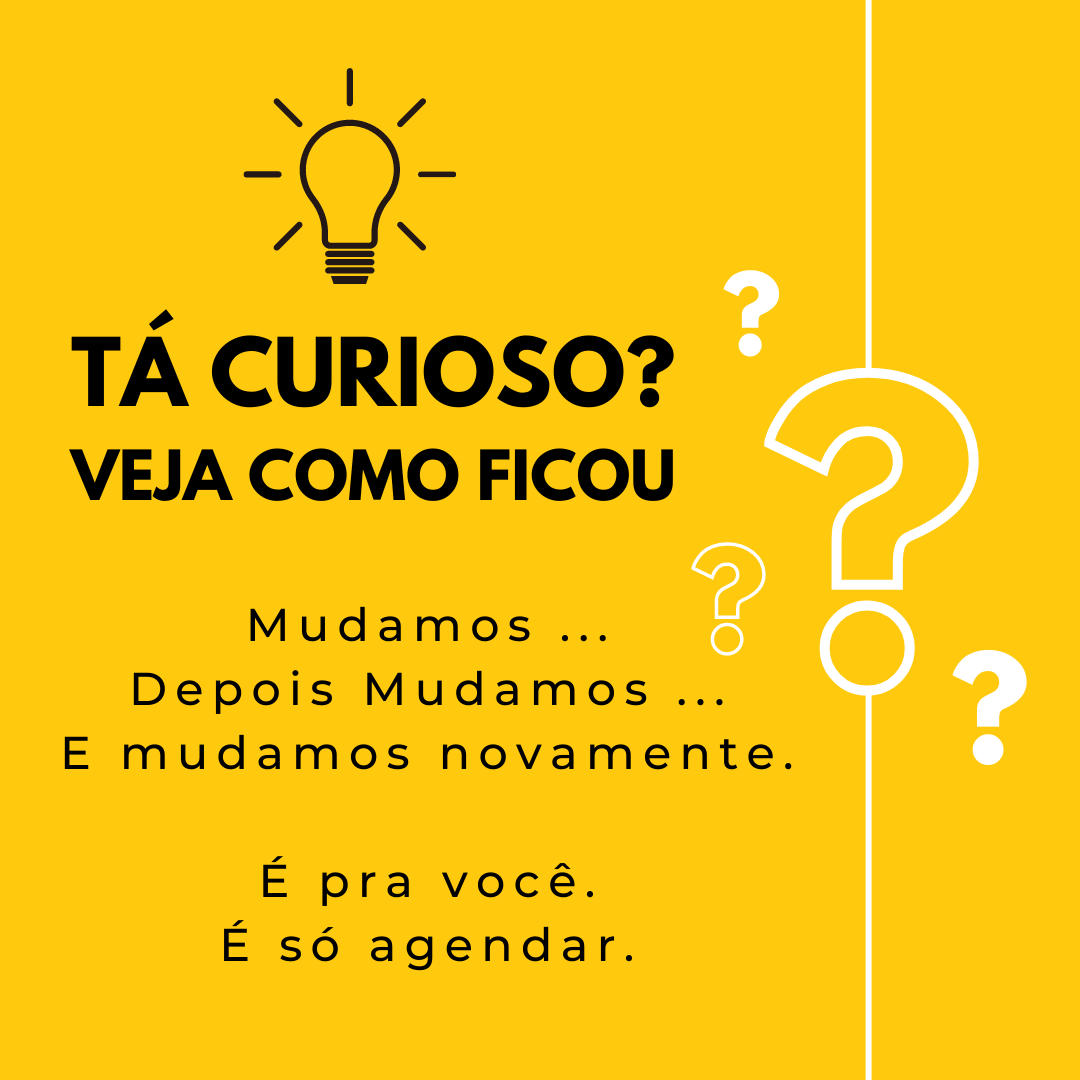 TÁ CURIOSO?
VEJA COMO FICOU
Mudamos ...
Depois Mudamos ...
E mudamos novamente.
É pra você.
É só agendar.